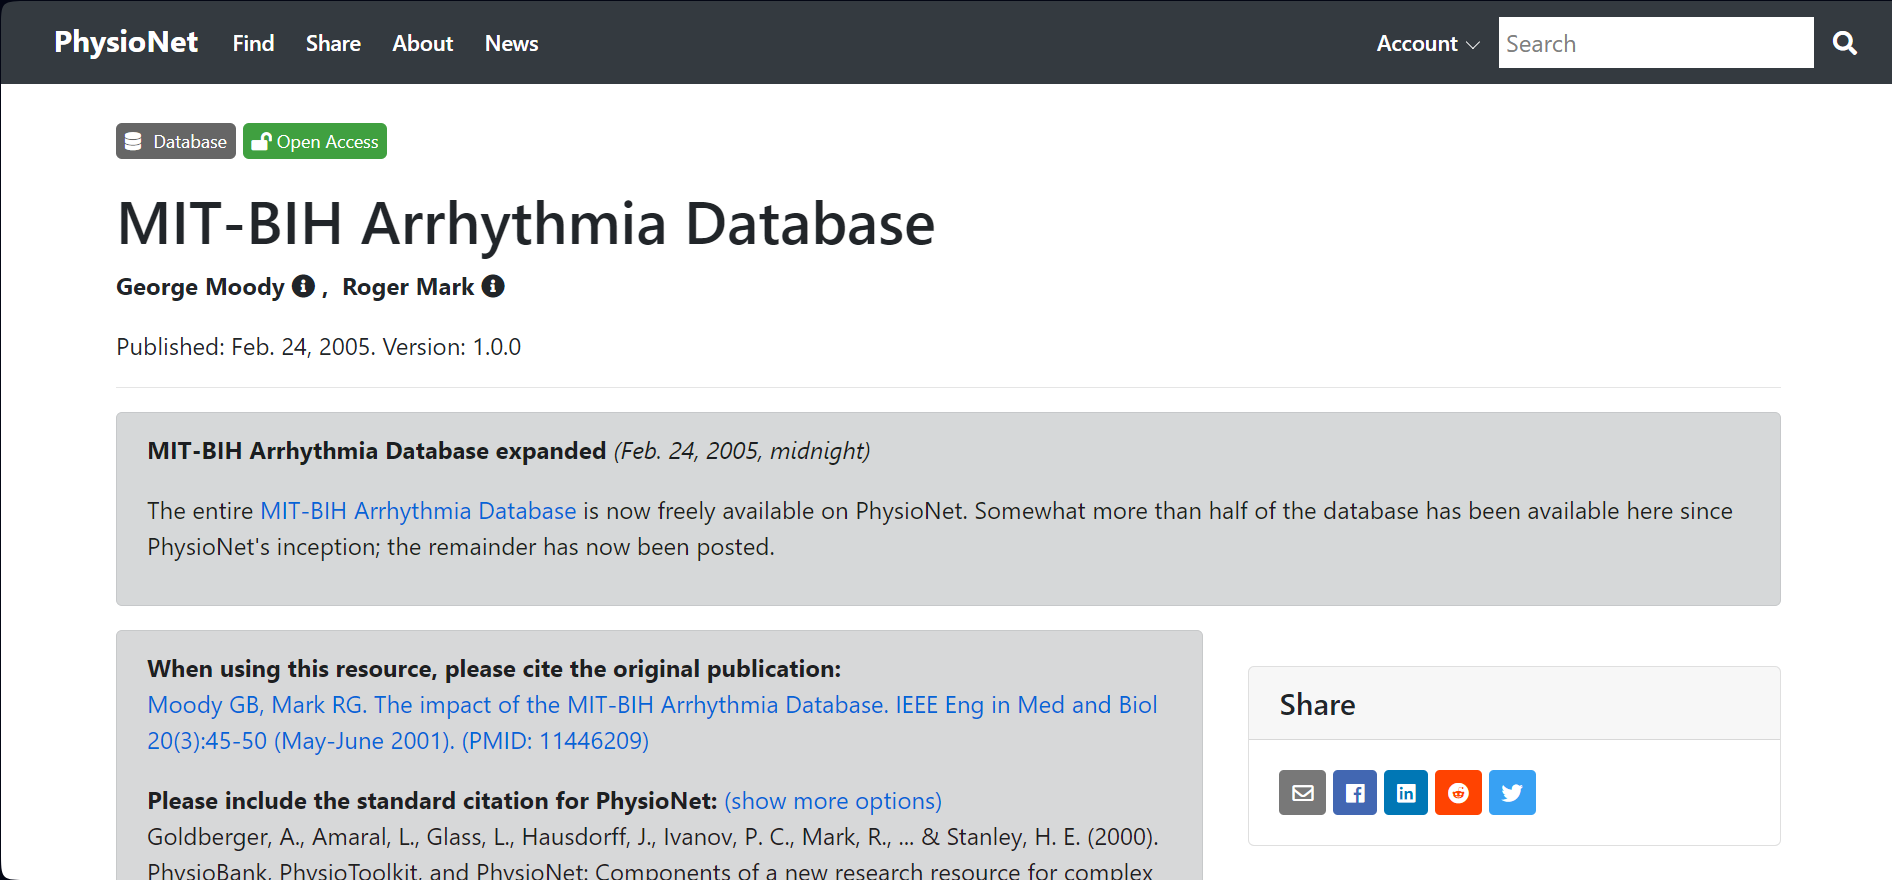 PhysioNet Find Share About News Account Search
Database Open Access
MIT-BIH Arrhythmia Database
George Moody , Roger Mark
Published: Feb. 24, 2005. Version: 1.0.0
MIT-BIH Arrhythmia Database expanded (Feb. 24, 2005, midnight)
The entire MIT-BIH Arrhythmia Database is now freely available on PhysioNet. Somewhat more than half of the database has been available here since
PhysioNet's inception; the remainder has now been posted.
When using this resource, please cite the original publication:
Moody GB, Mark RG. The impact of the MIT-BIH Arrhythmia Database. IEEE Eng in Med and Biol
20(3):45-50 (May-June 2001). (PMID: 11446209)
Please include the standard citation for PhysioNet: (show more options)
Goldberger, A., Amaral, L., Glass, L., Hausdorff, J., Ivanov, P. C., Mark, R., ... & Stanley, H. E. (2000).
PhysioBank, PhysioToolkit, and PhysioNet: Components of a new research resource for complex
Share